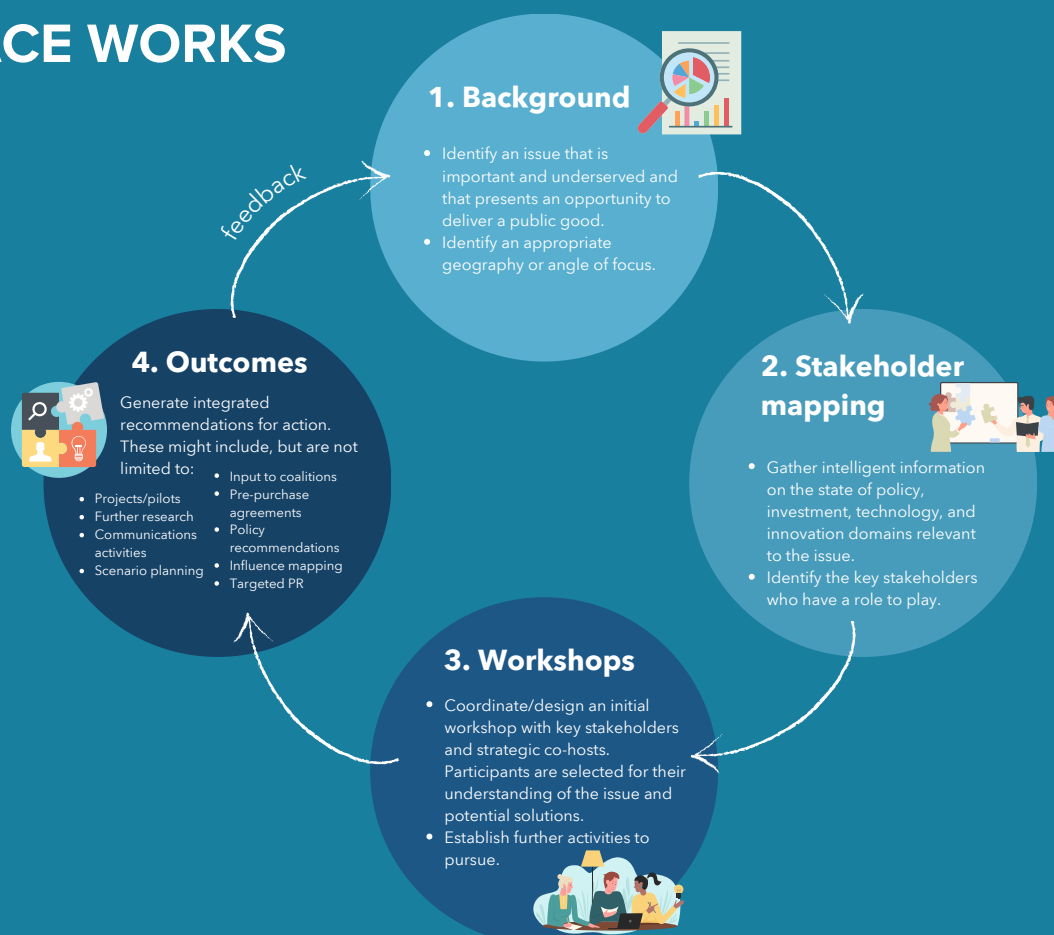 CE WORKS
1. Background
• Identify an issue that is
important and underserved and
that presents an opportunity to
deliver a public good.
• Identify an appropriate
geography or angle of focus.
feedback
2. Stakeholder
mapping
• Gather intelligent information
on the state of policy,
investment, technology, and
innovation domains relevant
to the issue.
• Identify the key stakeholders
who have a role to play.
3. Workshops
• Coordinate/design an initial
workshop with key stakeholders
and strategic co-hosts.
Participants are selected for their
understanding of the issue and
potential solutions.
• Establish further activities to
pursue.
4. Outcomes
Generate integrated
recommendations for action.
These might include, but are not
limited to:
• Projects/pilots
• Further research
• Communications
activities
• Scenario planning
• Input to coalitions
• Pre-purchase
agreements
• Policy
recommendations
• Influence mapping
• Targeted PR